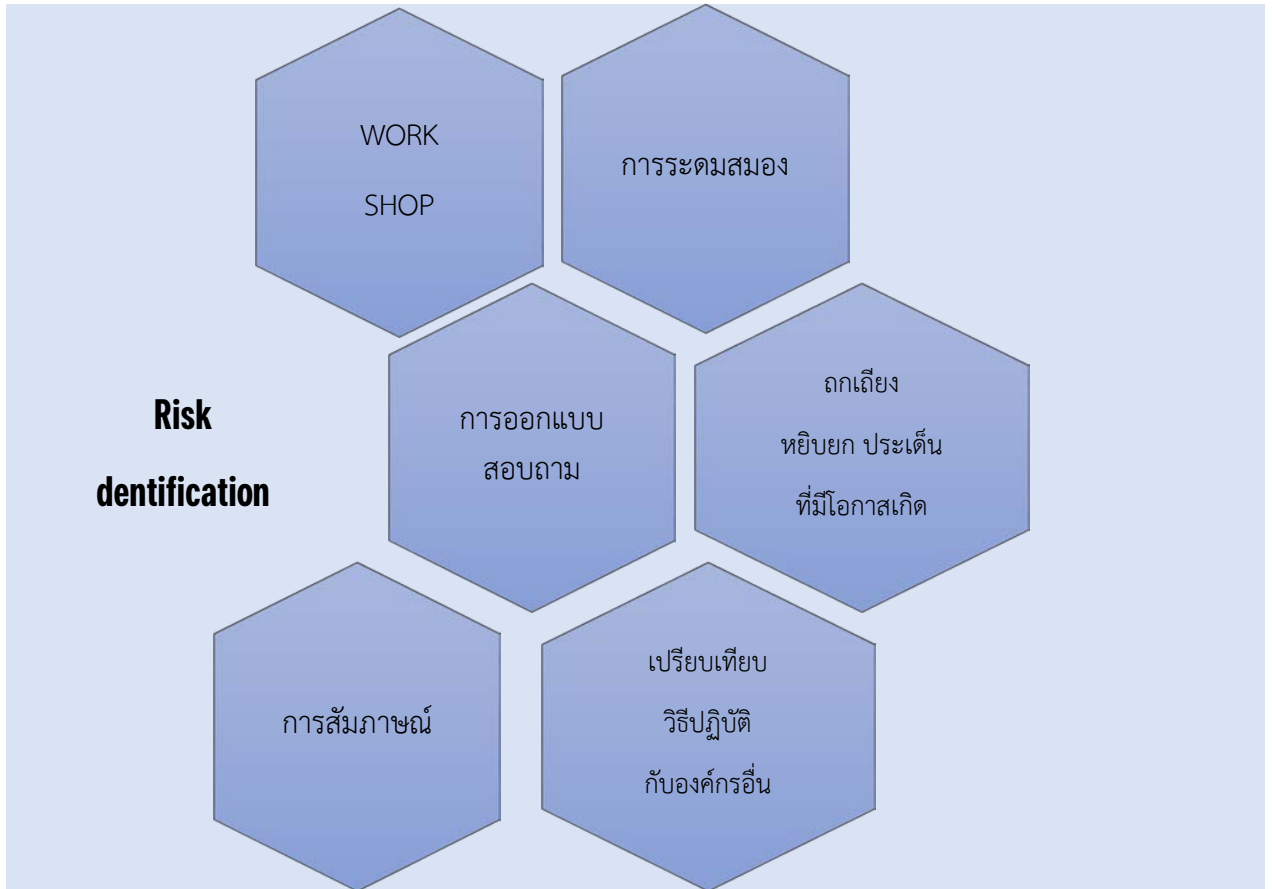 WORK
SHOP
การระดมสมอง
Risk
dentification
การออกแบบ
สอบถาม
ถกเถียง
หยิบยก ประเด็น
ที่มีโอกาสเกิด
การสัมภาษณ์
เปรียบเทียบ
วิธีปฏิบัติ
กับองค์กรอื่น